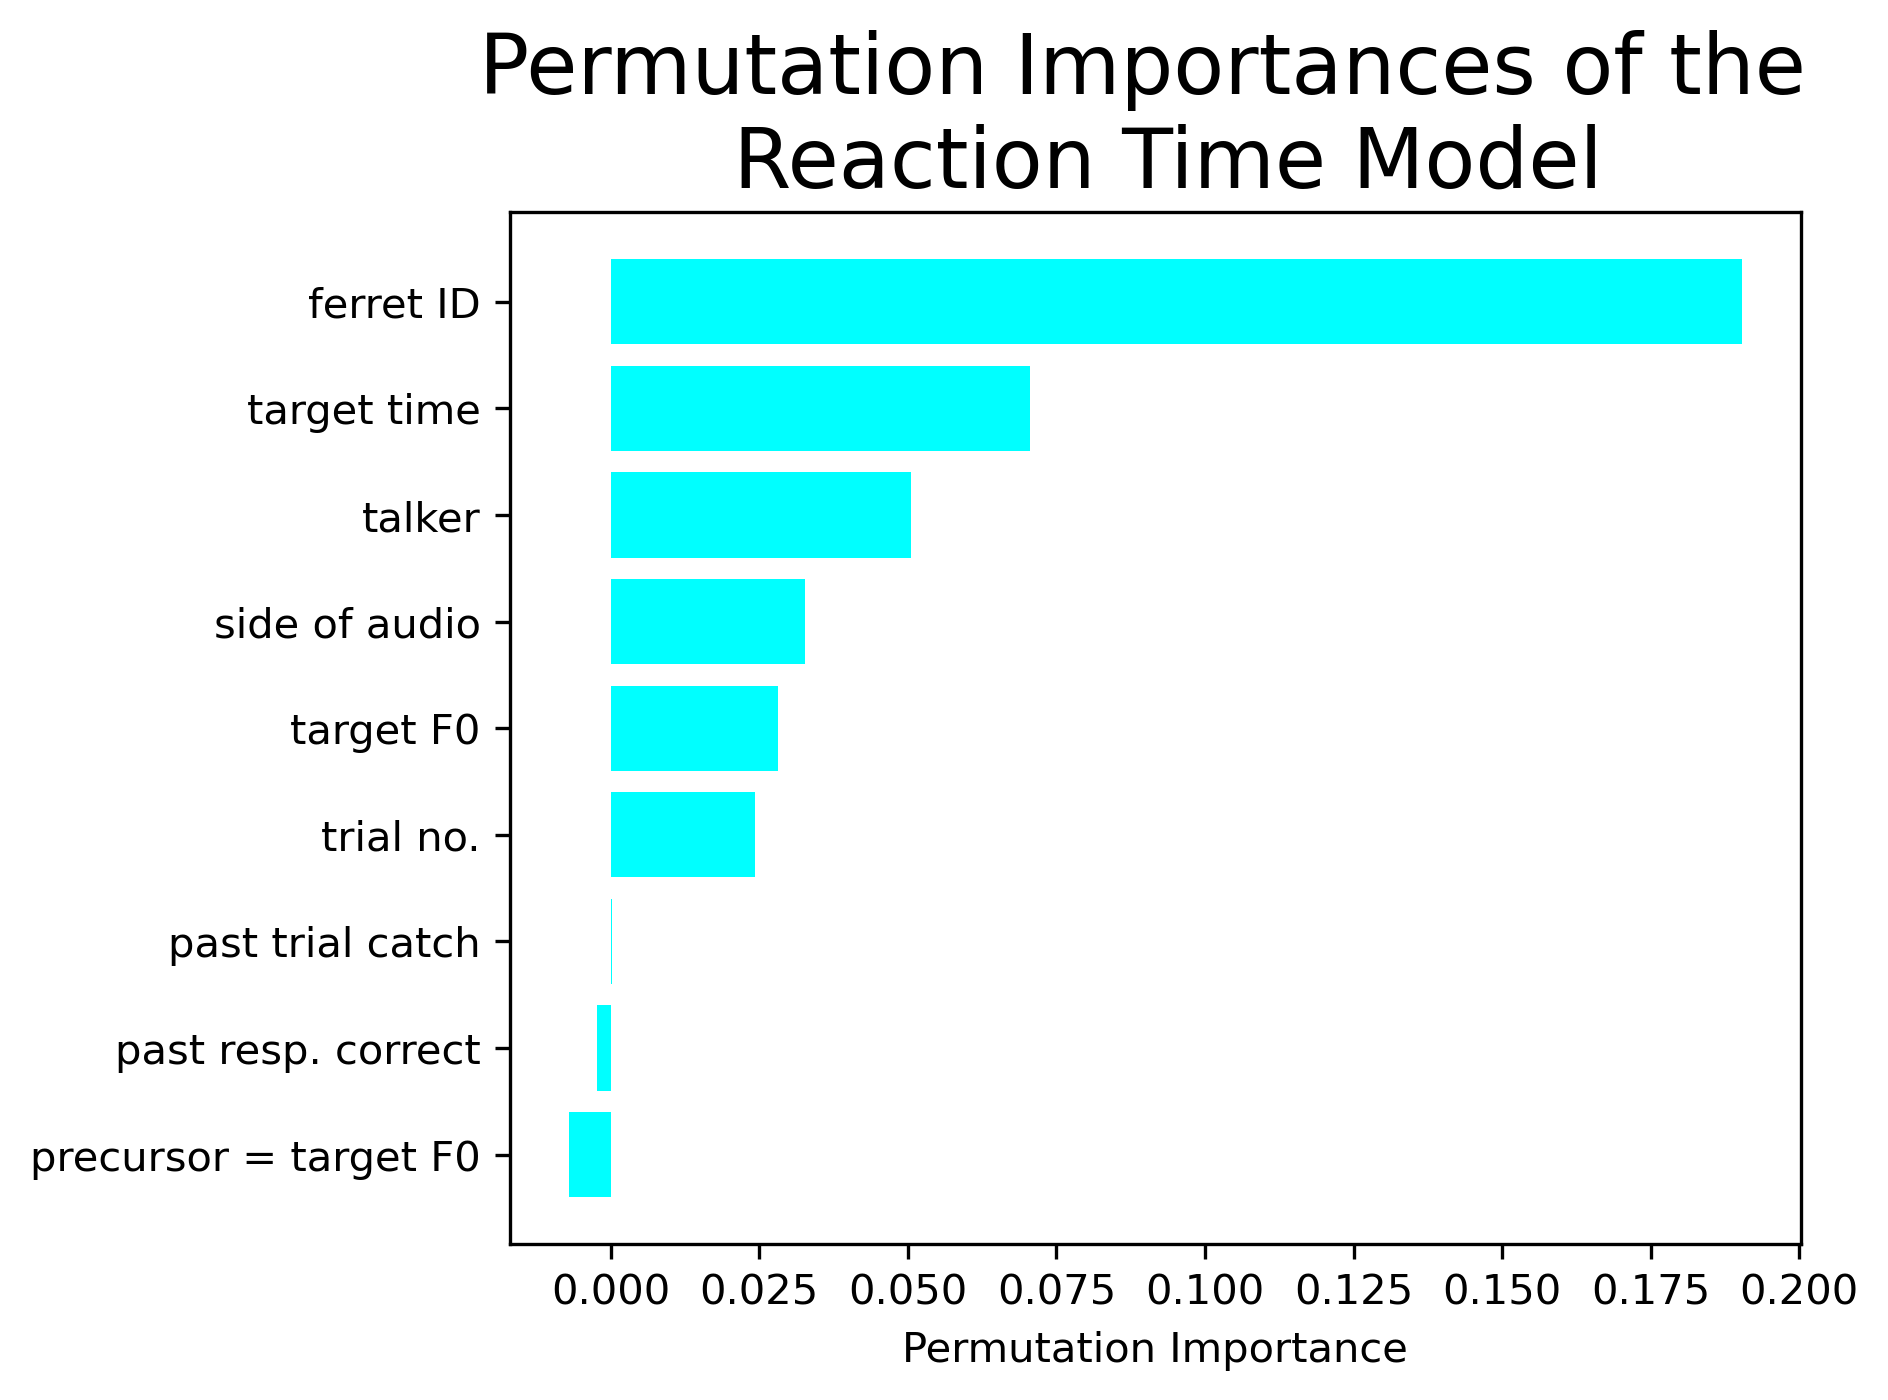 Permutation Importances of the
Reaction Time Model
ferret ID
target time
talker
side of audio
target F0
trial no.
past trial catch
past resp. correct
precursor = target F0
0.000 0.025 0.050 0.075 0.100 0.125 0.150 0.175 0.200
Permutation Importance